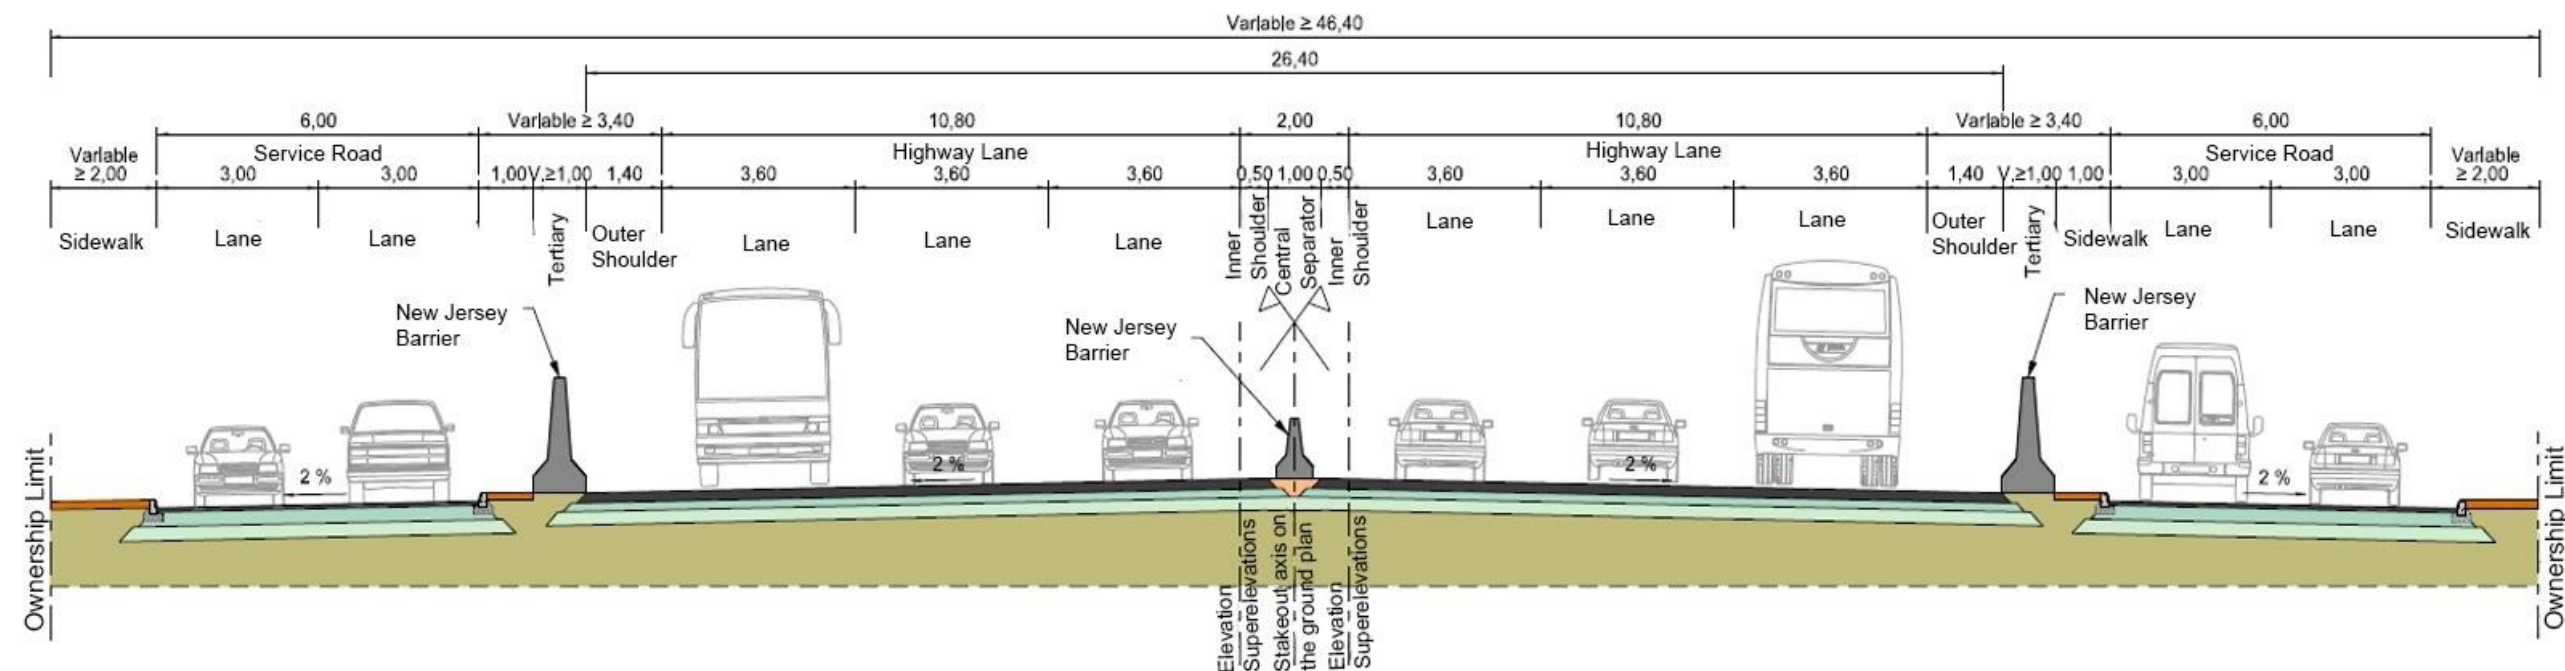 Variable ≥ 46,40
26,40
6,00
Variable ≥ 3,40
10,80
2,00
10,80
Variable ≥ 3,40
6,00
Variable
≥ 2,00
Service Road
Highway Lane
Highway Lane
Service Road
Variable
≥ 2,00
3,00
3,00
1,00
V.≥1,00
1,40
3,60
3,60
3,60
0,50
1,00
0,50
3,60
3,60
3,60
1,40
V.≥1,00
1,00
3,00
3,00
Sidewalk
Lane
Lane
Tertiary
Outer
Shoulder
Lane
Lane
Lane
Inner
Shoulder
Central
Separator
Inner
Shoulder
Lane
Lane
Lane
Outer
Shoulder
Tertiary
Sidewalk
Lane
Lane
Sidewalk
New Jersey
Barrier
New Jersey
Barrier
New Jersey
Barrier
2 %
2 %
2 %
2 %
Ownership Limit
Elevation
Superelevations
Stakeout axis on
the ground plan
Elevation
Superelevations
Ownership Limit